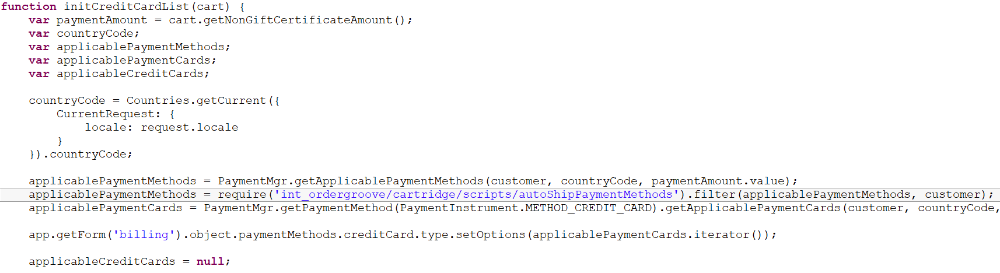 function initCreditCardList(cart) {
    var paymentAmount = cart.getNonGiftCertificateAmount();
    var countryCode;
    var applicablePaymentMethods;
    var applicablePaymentCards;
    var applicableCreditCards;

    countryCode = Countries.getCurrent({
        CurrentRequest: {
            locale: request.locale
        }
    }).countryCode;

    applicablePaymentMethods = PaymentMgr.getApplicablePaymentMethods(customer, countryCode, paymentAmount.value);
    applicablePaymentMethods = require('int_ordergroove/cartridge/scripts/autoShipPaymentMethods').filter(applicablePaymentMethods, customer);
    applicablePaymentCards = PaymentMgr.getPaymentMethod(PaymentInstrument.METHOD_CREDIT_CARD).getApplicablePaymentCards(customer, countryCode,

    app.getForm('billing').object.paymentMethods.creditCard.type.setOptions(applicablePaymentCards.iterator());

    applicableCreditCards = null;